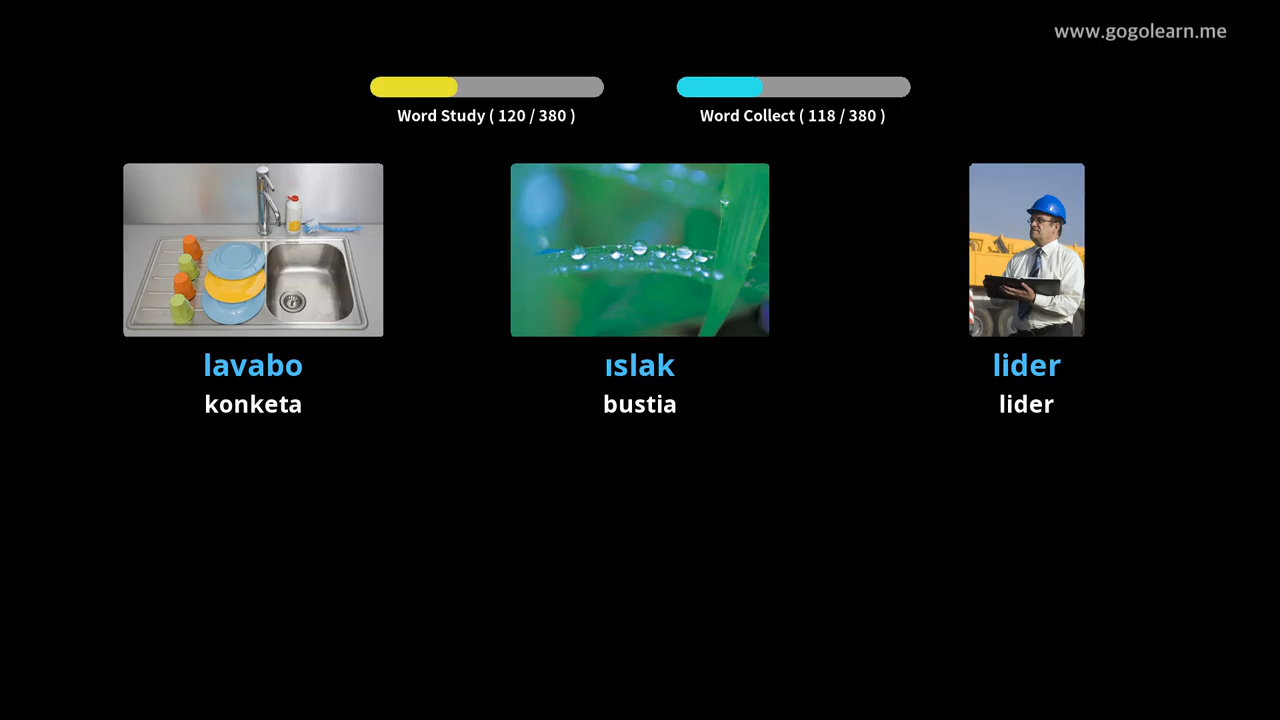 www.gogolearn.me
Word Study ( 120 / 380 )
Word Collect ( 118 / 380 )
lavabo
konketa
ıslak
bustia
lider
lider